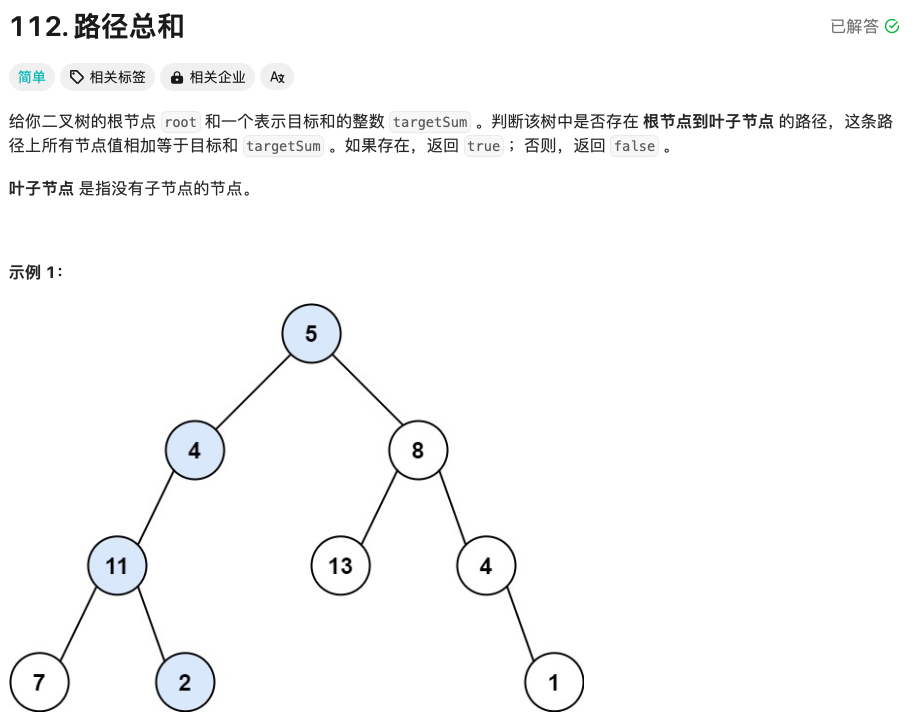 112. 路径总和
已解答
简单 相关标签 相关企业 Aあ
给你二叉树的根节点 root 和一个表示目标和的整数 targetSum 。判断该树中是否存在 根节点到叶子节点 的路径，这条路
径上所有节点值相加等于目标和 targetSum 。如果存在，返回 true ；否则，返回 false 。
叶子节点 是指没有子节点的节点。
示例 1：
5
4 8
11 13 4
7 2 1